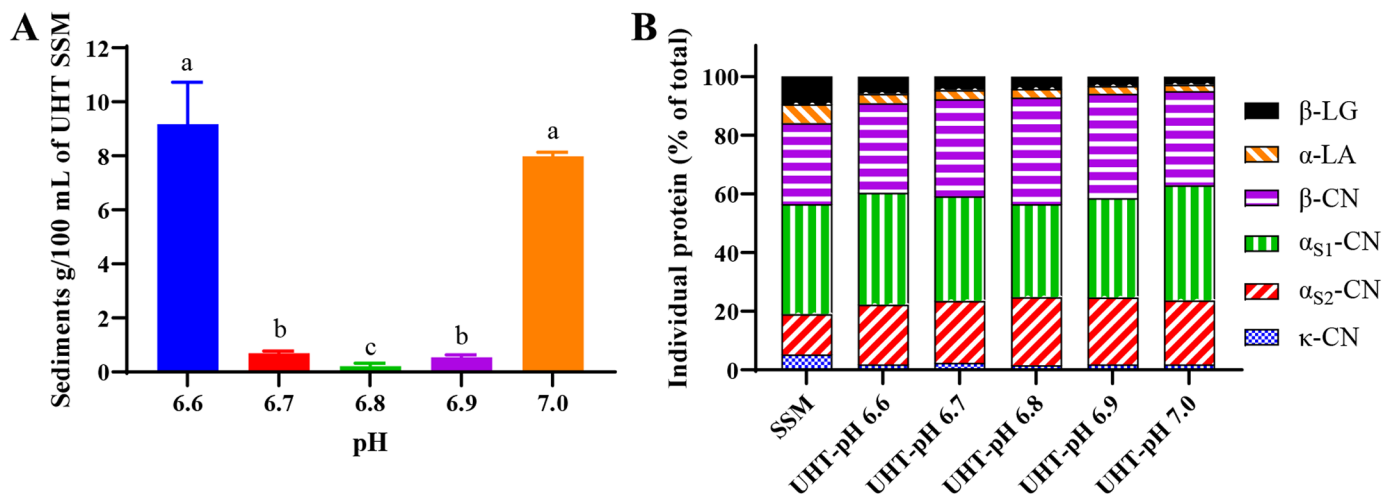 A
Sediments g/100 mL of UHT SSM
12
10
8
6
4
2
0
a
b
c
b
a
6.6 6.7 6.8 6.9 7.0
pH
B
Individual protein (% of total)
100
80
60
40
20
0
SSM
UHT-pH 6.6
UHT-pH 6.7
UHT-pH 6.8
UHT-pH 6.9
UHT-pH 7.0
β-LG
α-LA
β-CN
αS1-CN
αS2-CN
κ-CN